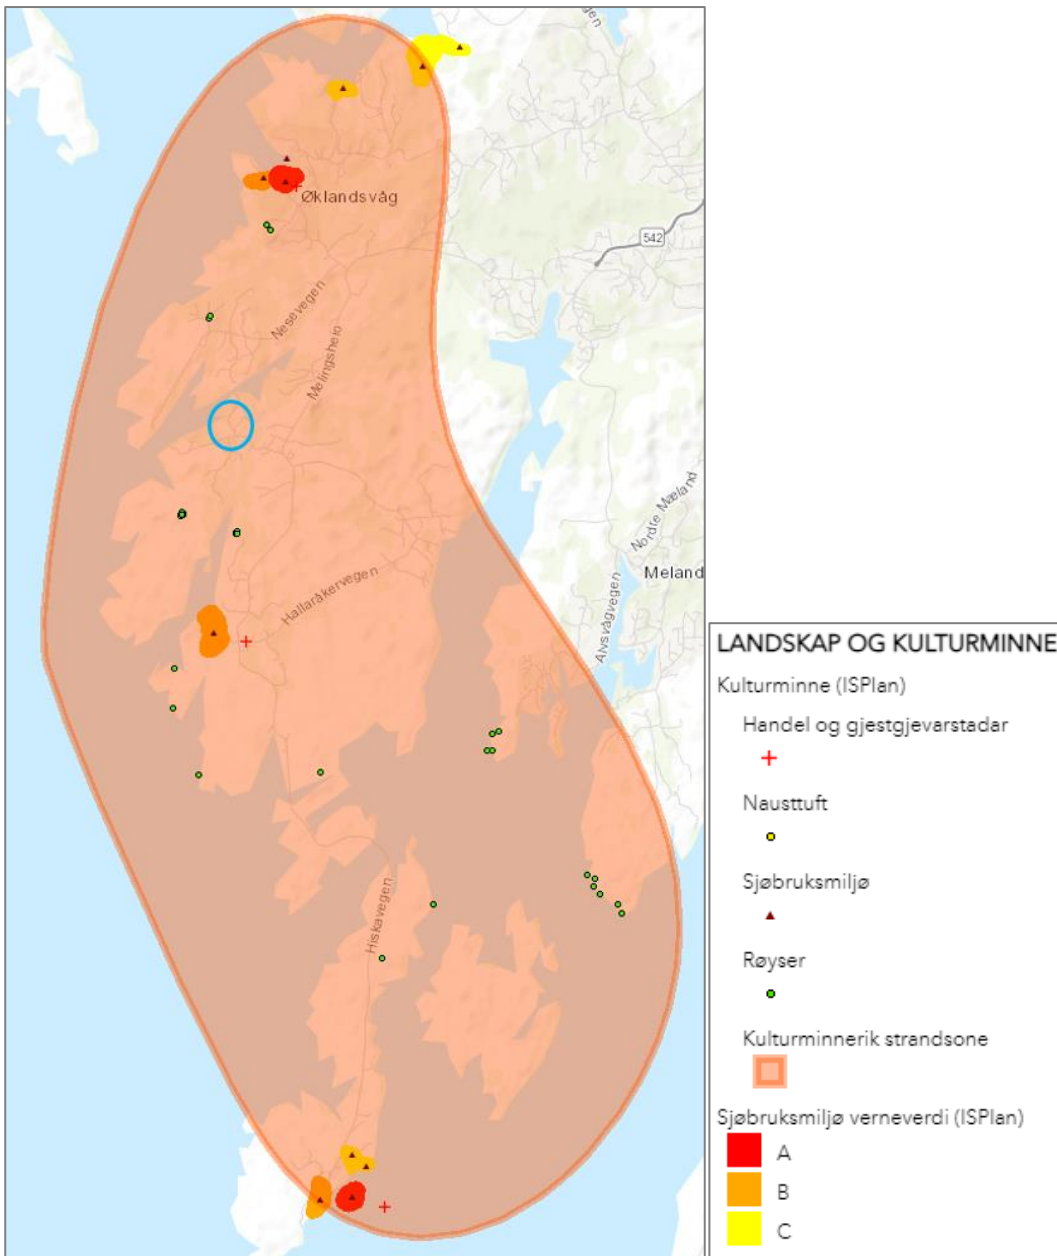 Øklandsvåg
542
Nesevegen
Melingsheio
Nordre Mæland
Meland
Alvsvågvegen
Hallaråkervegen
Hiskavegen
LANDSKAP OG KULTURMINNE
Kulturminne (ISPlan)
Handel og gjestgjevarstadar
Nausttuft
Sjøbruksmiljø
Røyser
Kulturminnerik strandsone
Sjøbruksmiljø verneverdi (ISPlan)
A
B
C